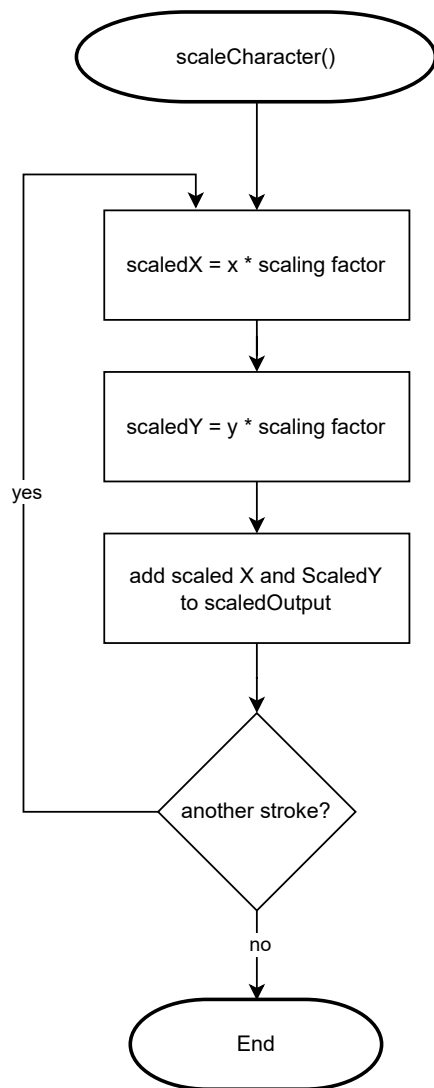 scaleCharacter()
scaledX = x * scaling factor
scaledY = y * scaling factor
yes
add scaled X and ScaledY
to scaledOutput
another stroke?
no
End